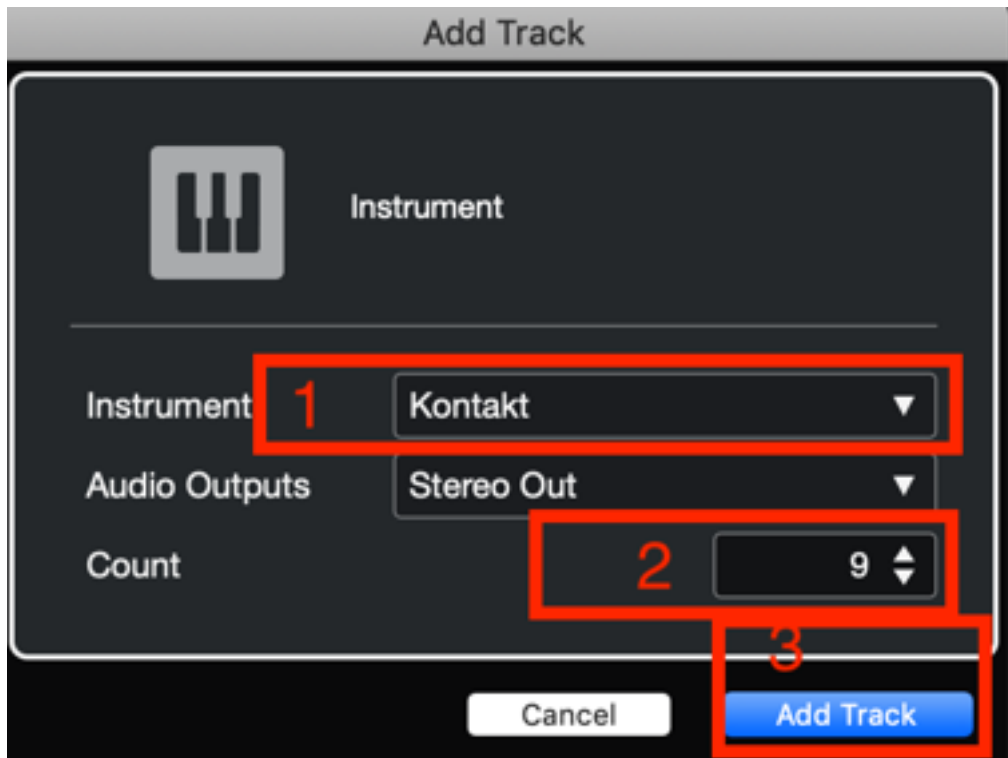 Add Track
Instrument
Instrument 1 Kontakt
Audio Outputs Stereo Out
Count 2 9
3
Cancel Add Track